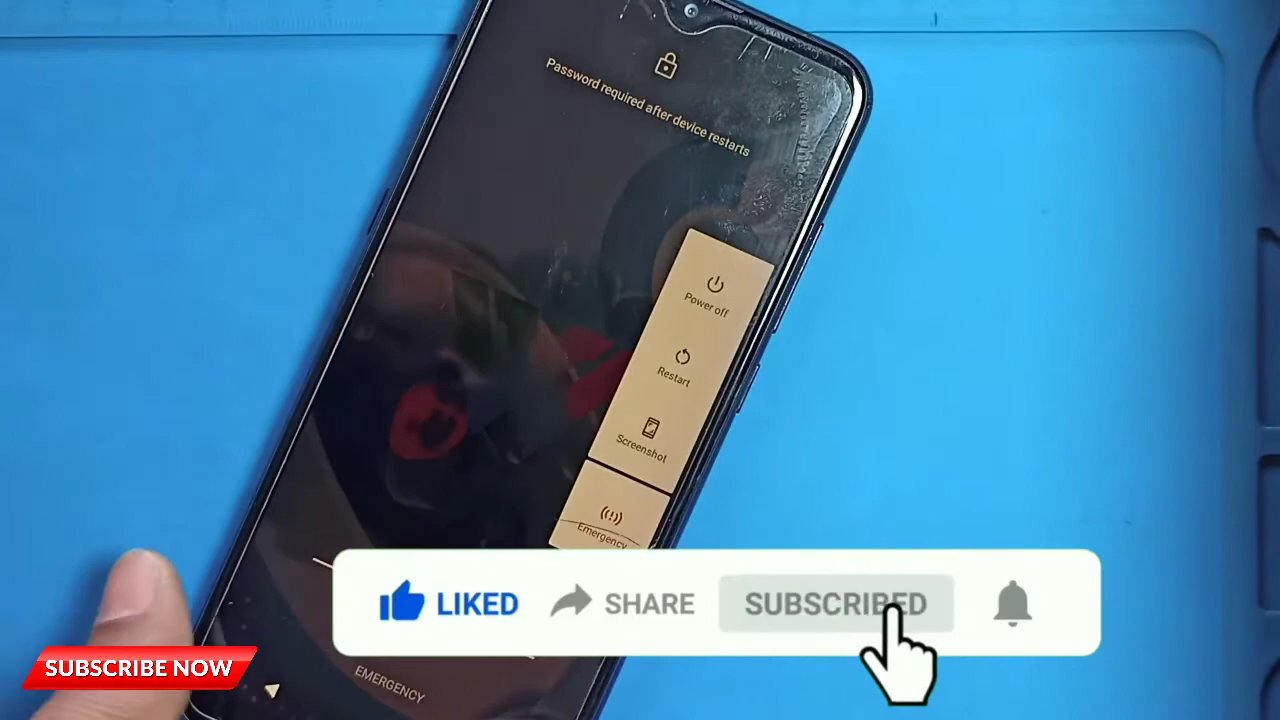 Password required after device restarts
Power off
Restart
Screenshot
Emergency
LIKED
SHARE
SUBSCRIBED
SUBSCRIBE NOW
EMERGENCY